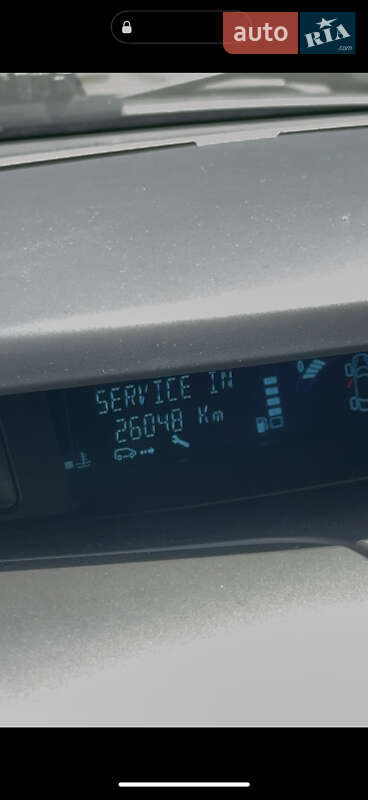 auto
RIA
.com
SERVICE IN
26048 Km